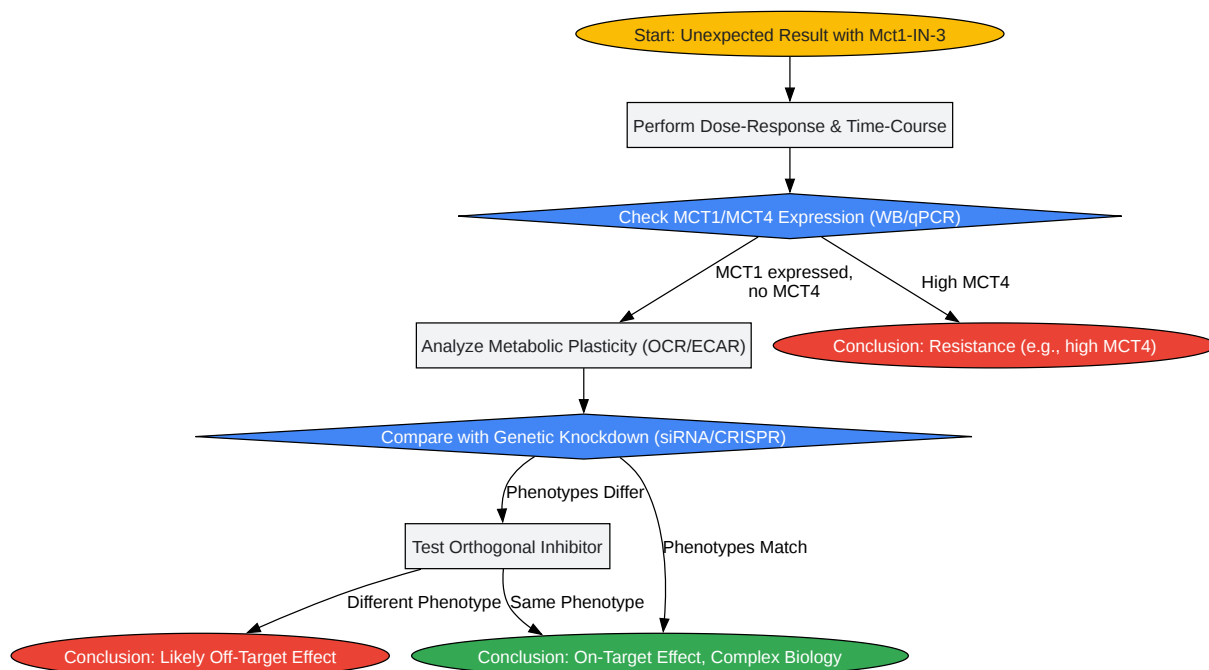 Start: Unexpected Result with Mct1-IN-3
Perform Dose-Response & Time-Course
Check MCT1/MCT4 Expression (WB/qPCR)
MCT1 expressed,
no MCT4
High MCT4
Analyze Metabolic Plasticity (OCR/ECAR)
Conclusion: Resistance (e.g., high MCT4)
Compare with Genetic Knockdown (siRNA/CRISPR)
Phenotypes Differ
Test Orthogonal Inhibitor
Phenotypes Match
Different Phenotype
Same Phenotype
Conclusion: Likely Off-Target Effect
Conclusion: On-Target Effect, Complex Biology